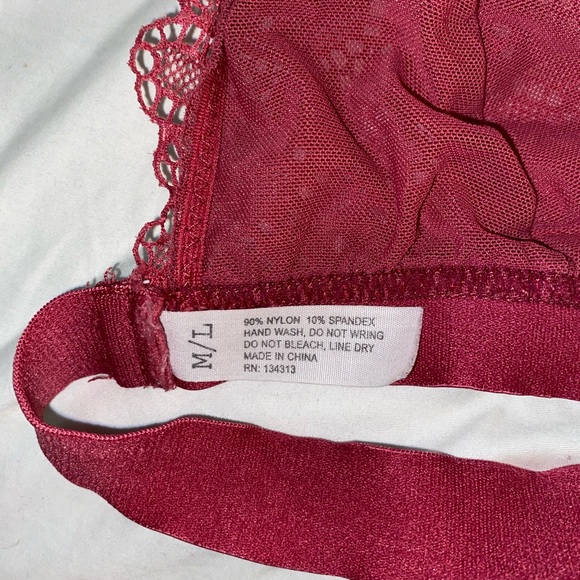 M/L
90% NYLON 10% SPANDEX
HAND WASH, DO NOT WRING
DO NOT BLEACH, LINE DRY
MADE IN CHINA
RN: 134313